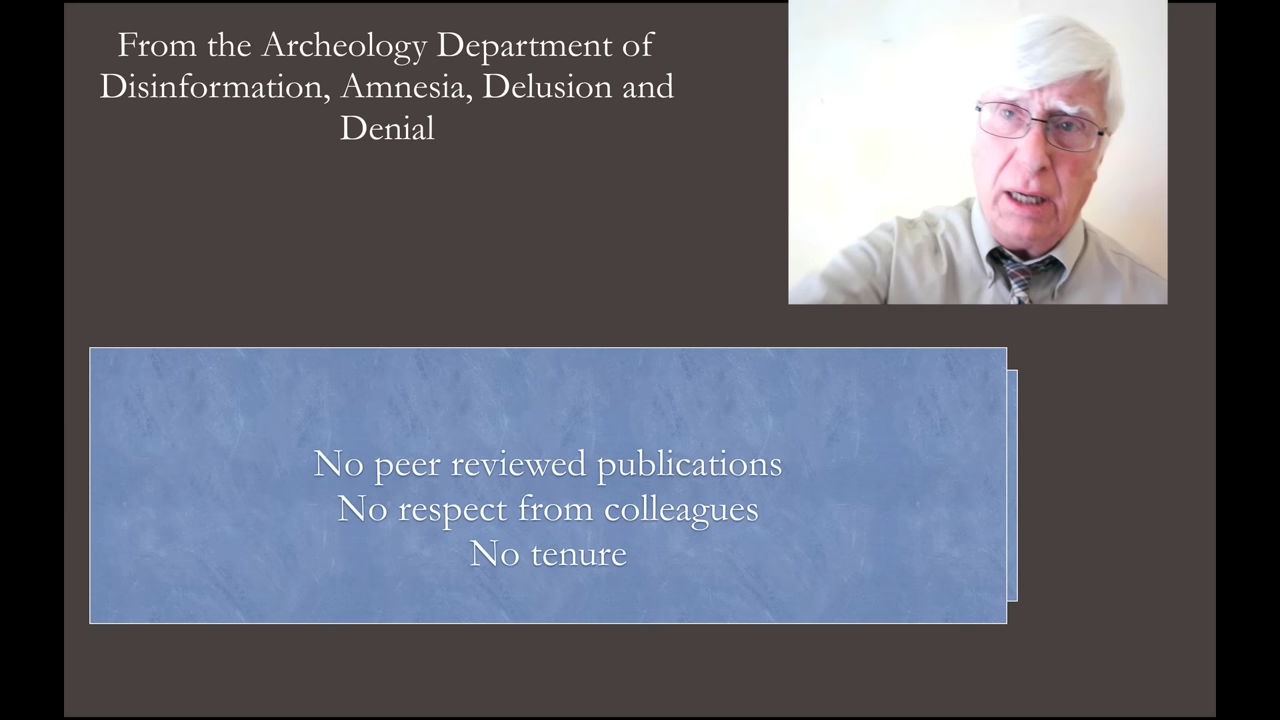 From the Archeology Department of
Disinformation, Amnesia, Delusion and
Denial
No peer reviewed publications
No respect from colleagues
No tenure